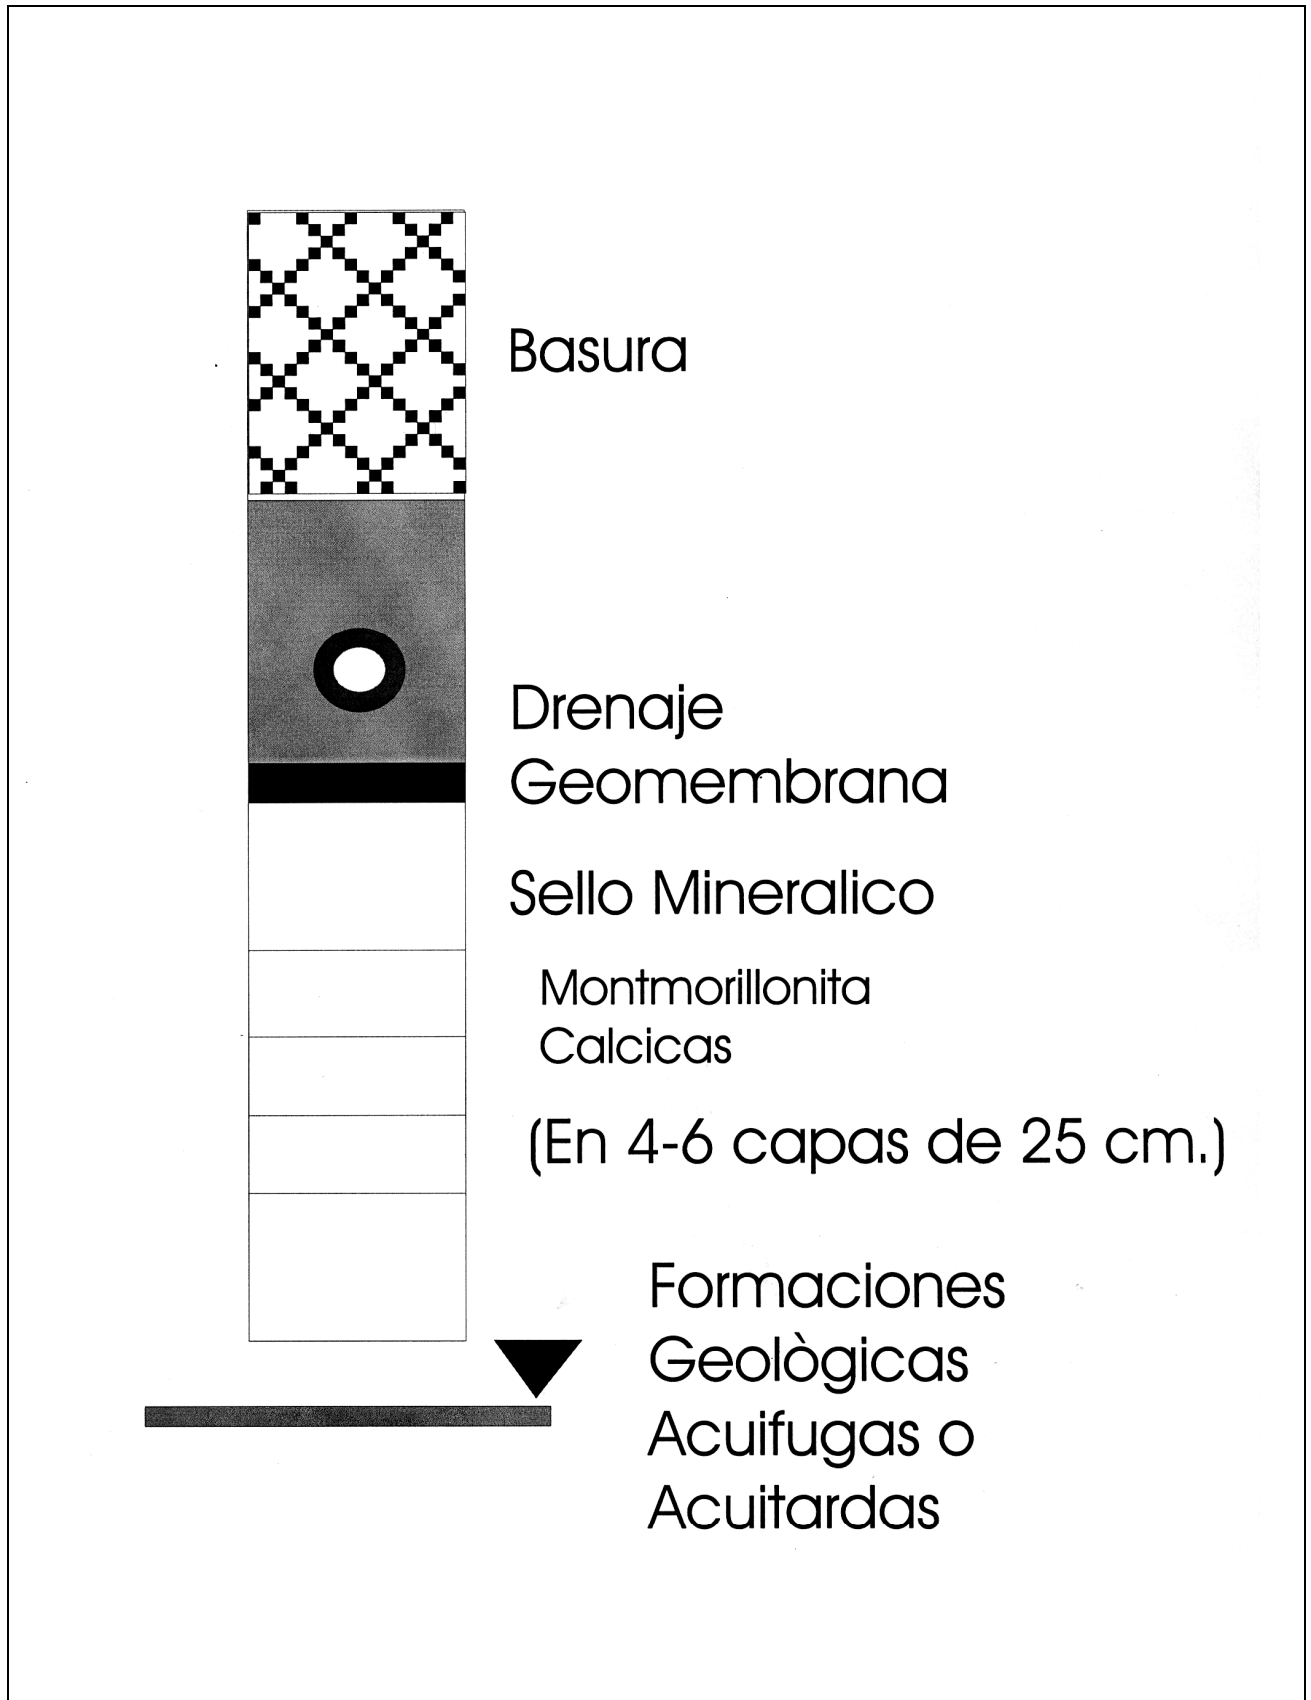 Basura
Drenaje
Geomembrana
Sello Mineralico
Montmorillonita
Calcicas
(En 4-6 capas de 25 cm.)
Formaciones
Geològicas
Acuifugas o
Acuitardas